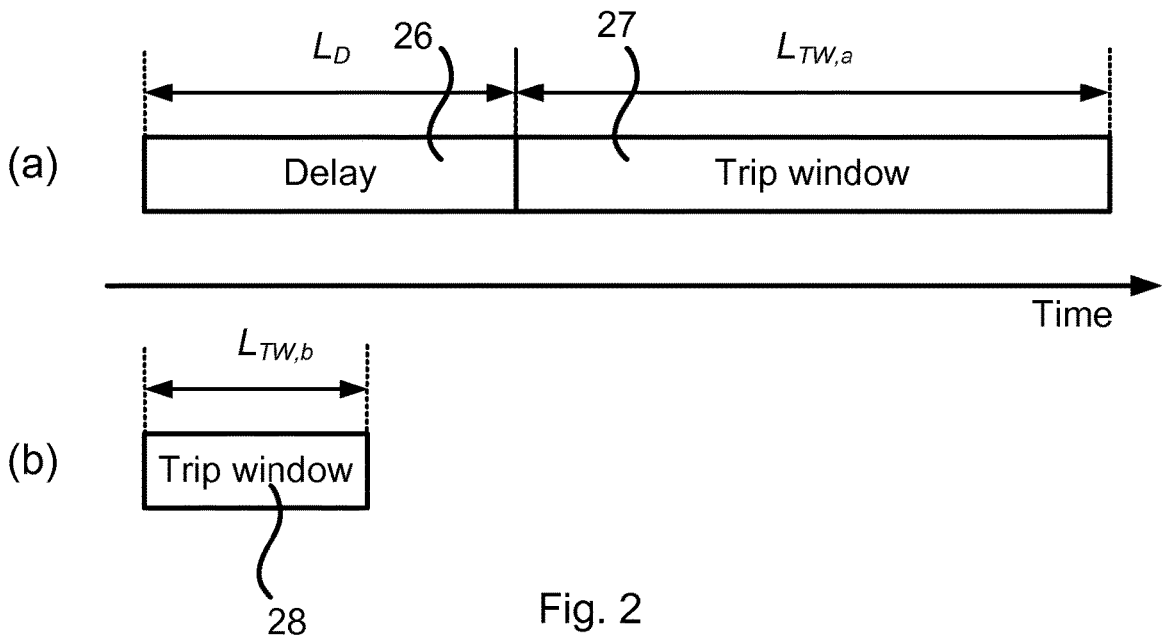 L_D 26 27 L_TW,a
(a) Delay Trip window
Time
L_TW,b
(b) Trip window
28
Fig. 2